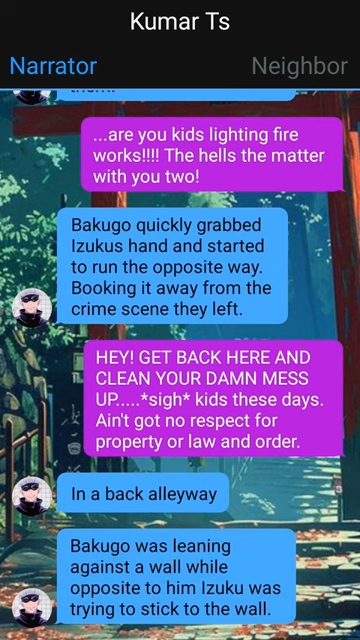 Kumar Ts
Narrator
Neighbor
...are you kids lighting fire
works!!!! The hells the matter
with you two!
Bakugo quickly grabbed
Izukus hand and started
to run the opposite way.
Booking it away from the
crime scene they left.
HEY! GET BACK HERE AND
CLEAN YOUR DAMN MESS
UP.....*sigh* kids these days.
Ain't got no respect for
property or law and order.
In a back alleyway
Bakugo was leaning
against a wall while
opposite to him Izuku was
trying to stick to the wall.